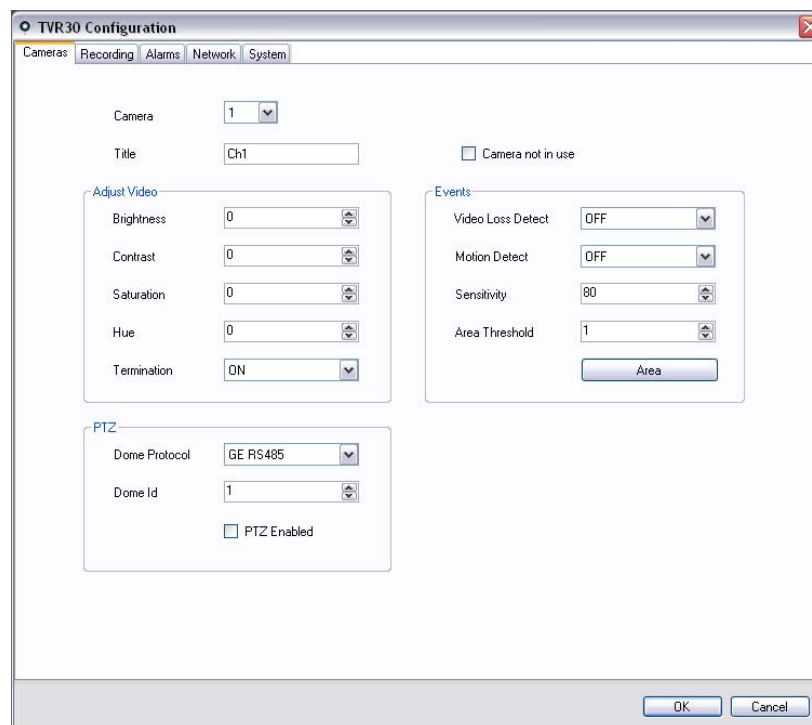 TVR30 Configuration
Cameras Recording Alarms Network System
Camera 1
Title Ch1 Camera not in use
Adjust Video
Brightness 0
Contrast 0
Saturation 0
Hue 0
Termination ON
Events
Video Loss Detect OFF
Motion Detect OFF
Sensitivity 80
Area Threshold 1
Area
PTZ
Dome Protocol GE RS485
Dome Id 1
PTZ Enabled
OK Cancel